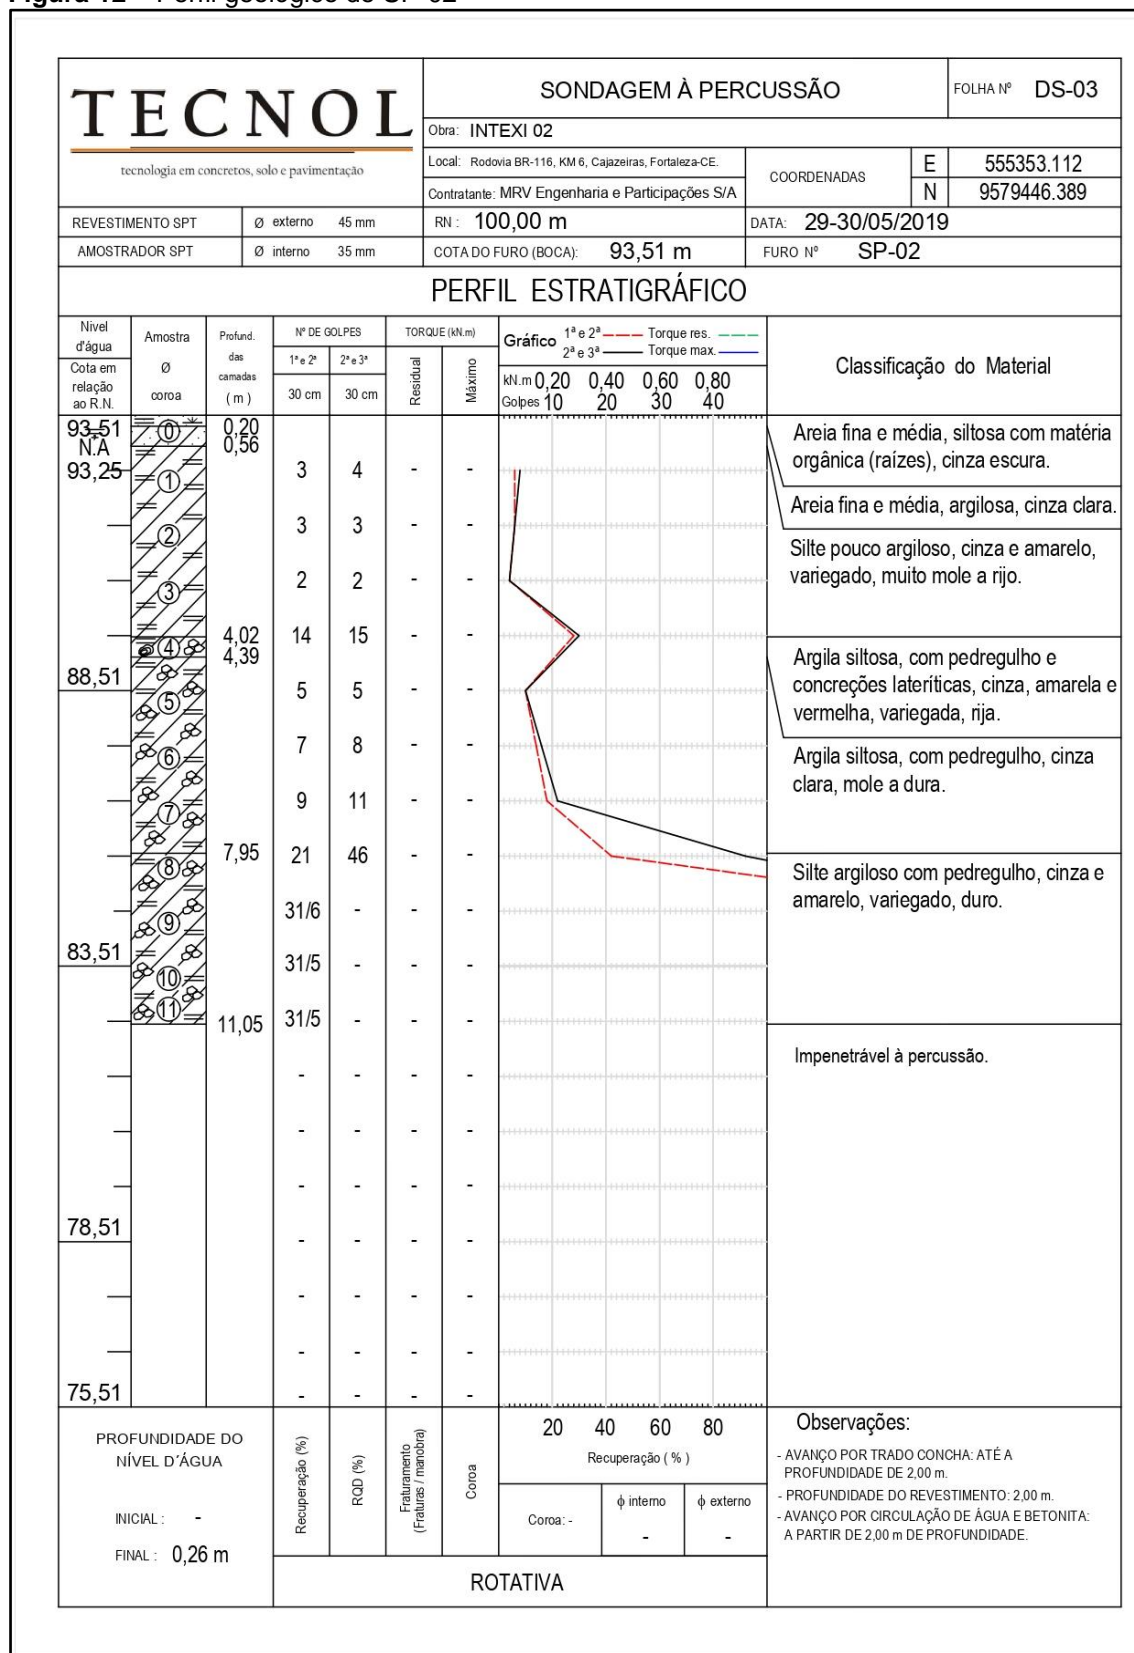 TECNOL
tecnologia em concretos, solo e pavimentação
SONDAGEM À PERCUSSÃO
FOLHA Nº DS-03
Obra: INTEXI 02
Local: Rodovia BR-116, KM 6, Cajazeiras, Fortaleza-CE.
Contratante: MRV Engenharia e Participações S/A
COORDENADAS
E 555353.112
N 9579446.389
REVESTIMENTO SPT Ø externo 45 mm
RN : 100,00 m
DATA: 29-30/05/2019
AMOSTRADOR SPT Ø interno 35 mm
COTA DO FURO (BOCA): 93,51 m
FURO Nº SP-02
PERFIL ESTRATIGRÁFICO
Nível d'água
Cota em relação ao R.N.
Amostra
Ø
coroa
Profund. das camadas ( m )
Nº DE GOLPES
1ª e 2ª 2ª e 3ª
30 cm 30 cm
TORQUE (kN.m)
Residual
Máximo
Gráfico 1ª e 2ª Torque res.
2ª e 3ª Torque max.
kN.m 0,20 0,40 0,60 0,80
Golpes 10 20 30 40
Classificação do Material
93,51 0 0,20
N.A 0,56
93,25 1 3 4 - -
2 3 3 - -
3 2 2 - -
4 4,02 14 15 - -
4,39
88,51 5 5 5 - -
6 7 8 - -
7 9 11 - -
8 7,95 21 46 - -
9 31/6 - - -
83,51 10 31/5 - - -
11 11,05 31/5 - - -
- - - -
- - - -
- - - -
78,51 - - - -
- - - -
- - - -
75,51 - - - -
Areia fina e média, siltosa com matéria
orgânica (raízes), cinza escura.
Areia fina e média, argilosa, cinza clara.
Silte pouco argiloso, cinza e amarelo,
variegado, muito mole a rijo.
Argila siltosa, com pedregulho e
concreções lateríticas, cinza, amarela e
vermelha, variegada, rija.
Argila siltosa, com pedregulho, cinza
clara, mole a dura.
Silte argiloso com pedregulho, cinza e
amarelo, variegado, duro.
Impenetrável à percussão.
PROFUNDIDADE DO
NÍVEL D'ÁGUA
INICIAL : -
FINAL : 0,26 m
Recuperação (%)
RQD (%)
Fraturamento
(Fraturas / manobra)
Coroa
20 40 60 80
Recuperação ( % )
Coroa: -
ϕ interno ϕ externo
- -
ROTATIVA
Observações:
- AVANÇO POR TRADO CONCHA: ATÉ A
PROFUNDIDADE DE 2,00 m.
- PROFUNDIDADE DO REVESTIMENTO: 2,00 m.
- AVANÇO POR CIRCULAÇÃO DE ÁGUA E BETONITA:
A PARTIR DE 2,00 m DE PROFUNDIDADE.